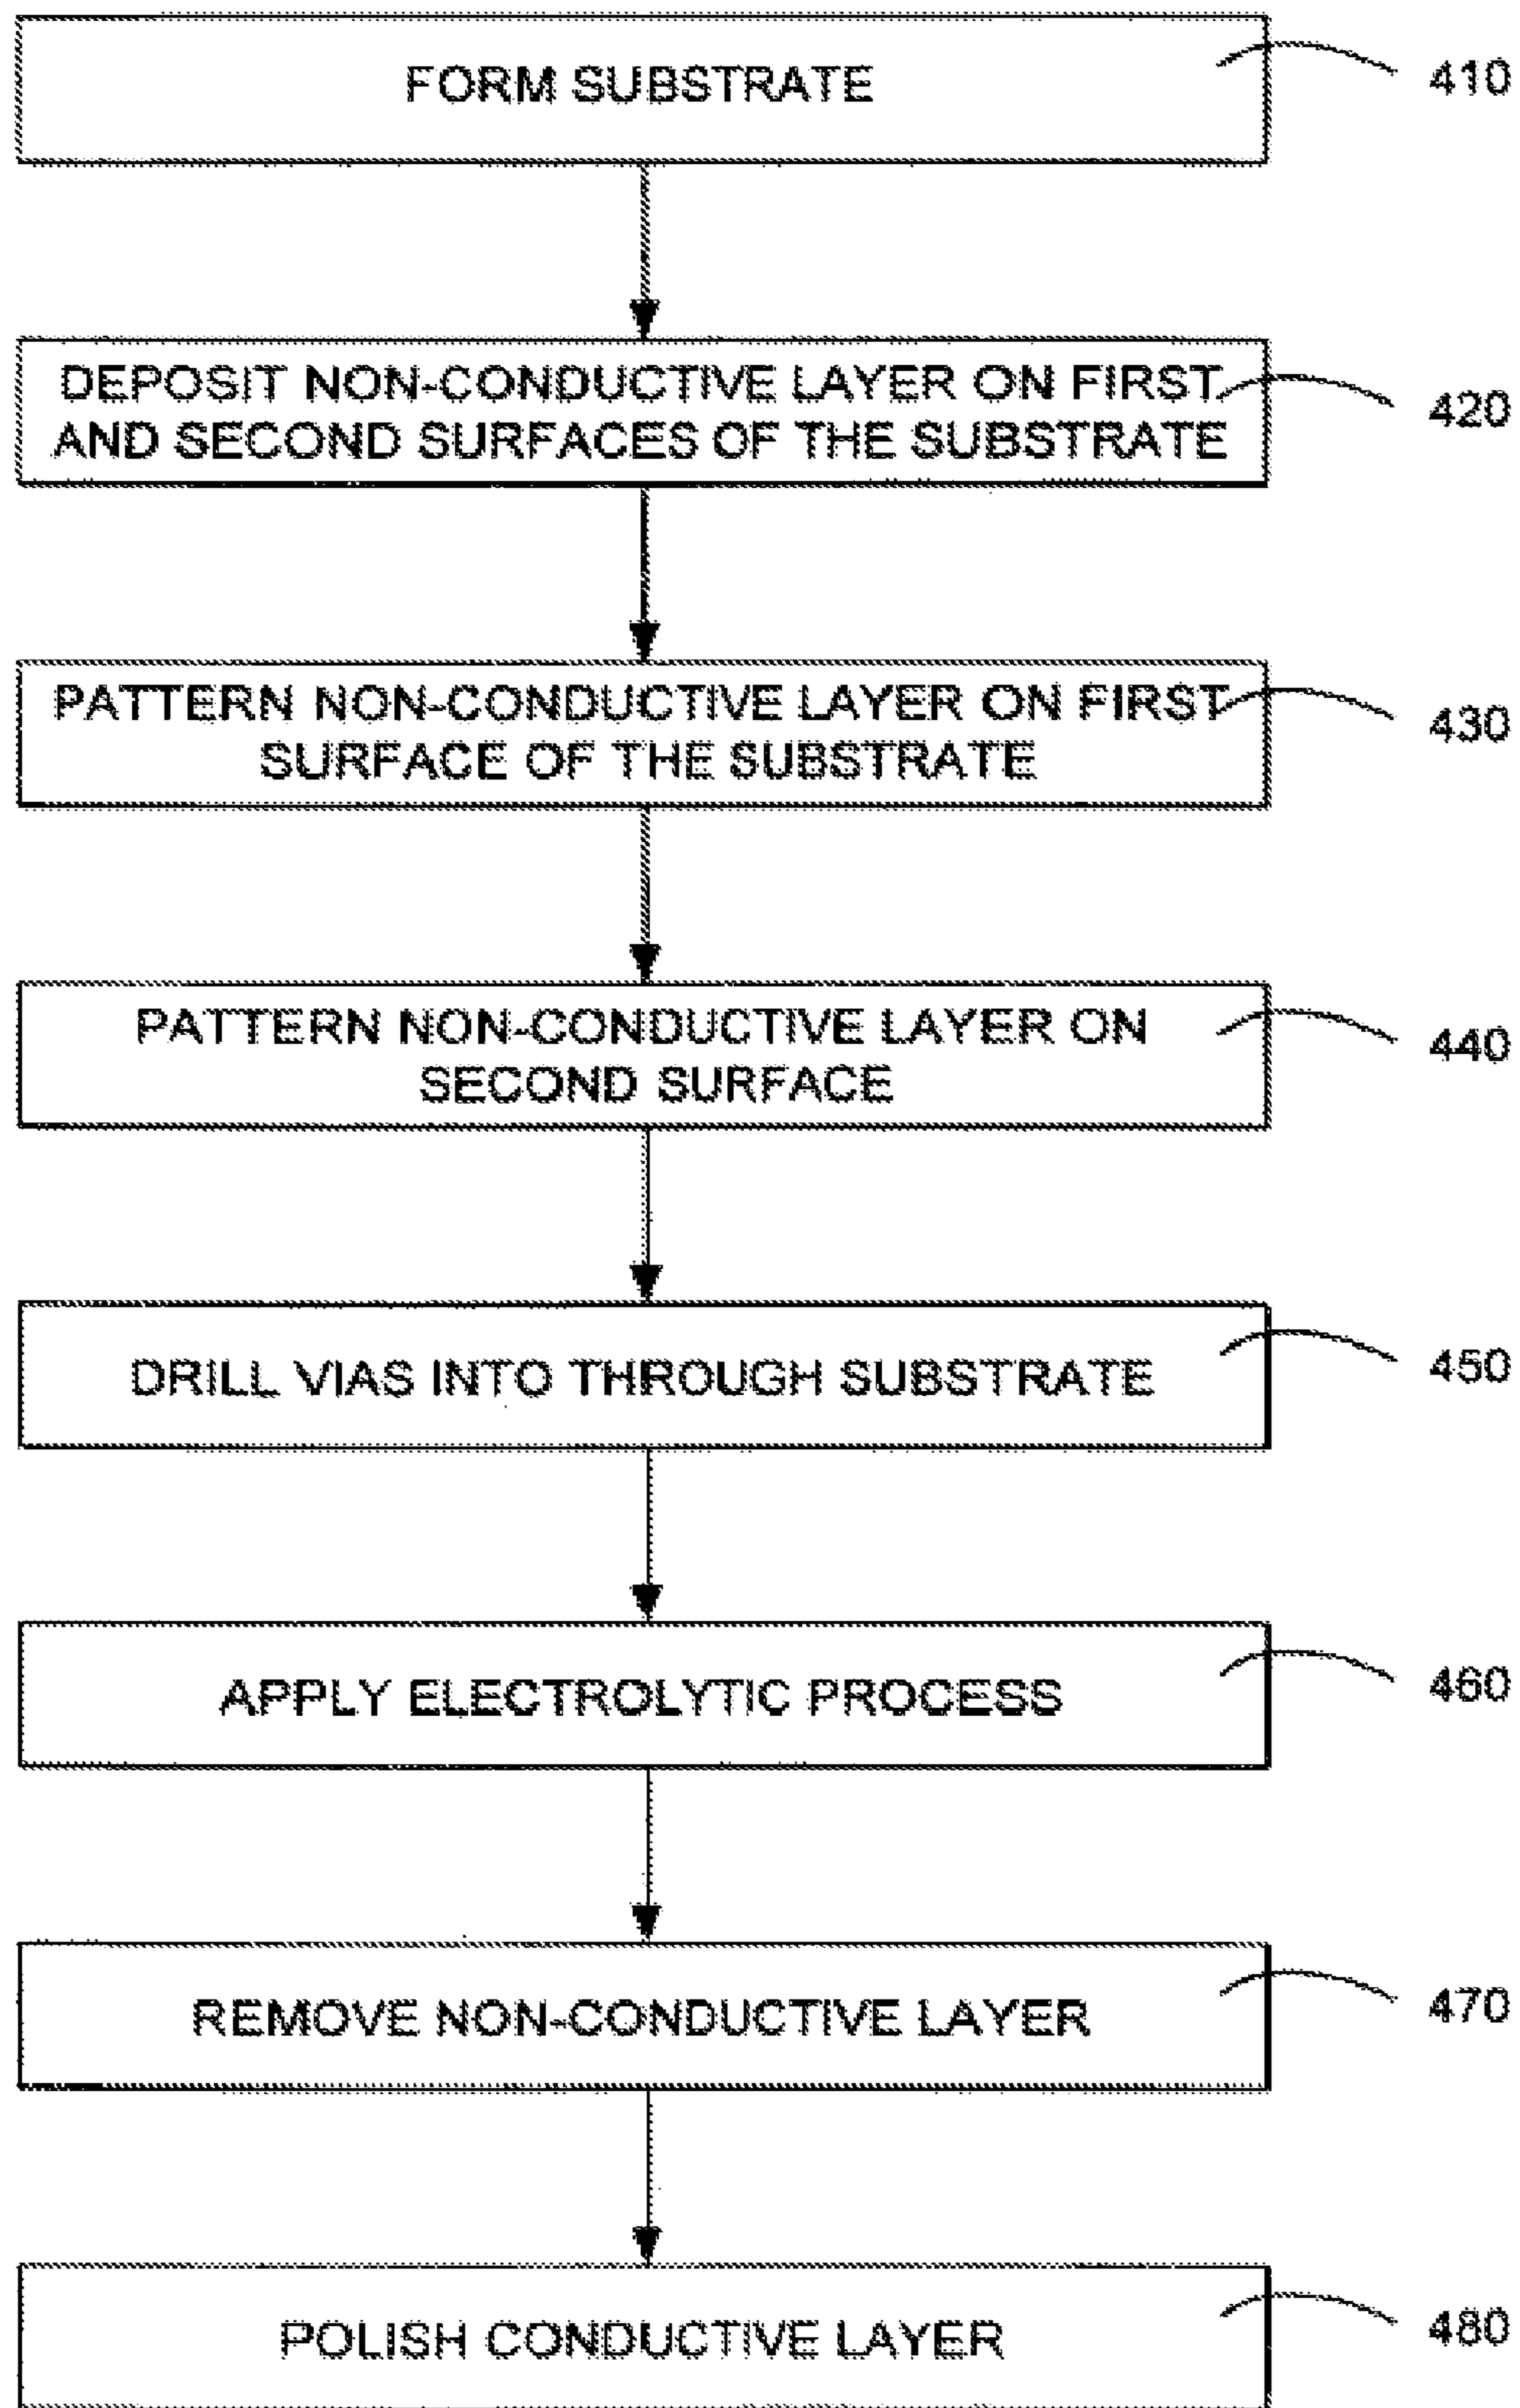 FORM SUBSTRATE
410
DEPOSIT NON-CONDUCTIVE LAYER ON FIRST
AND SECOND SURFACES OF THE SUBSTRATE
420
PATTERN NON-CONDUCTIVE LAYER ON FIRST
SURFACE OF THE SUBSTRATE
430
PATTERN NON-CONDUCTIVE LAYER ON
SECOND SURFACE
440
DRILL VIAS INTO THROUGH SUBSTRATE
450
APPLY ELECTROLYTIC PROCESS
460
REMOVE NON-CONDUCTIVE LAYER
470
POLISH CONDUCTIVE LAYER
480